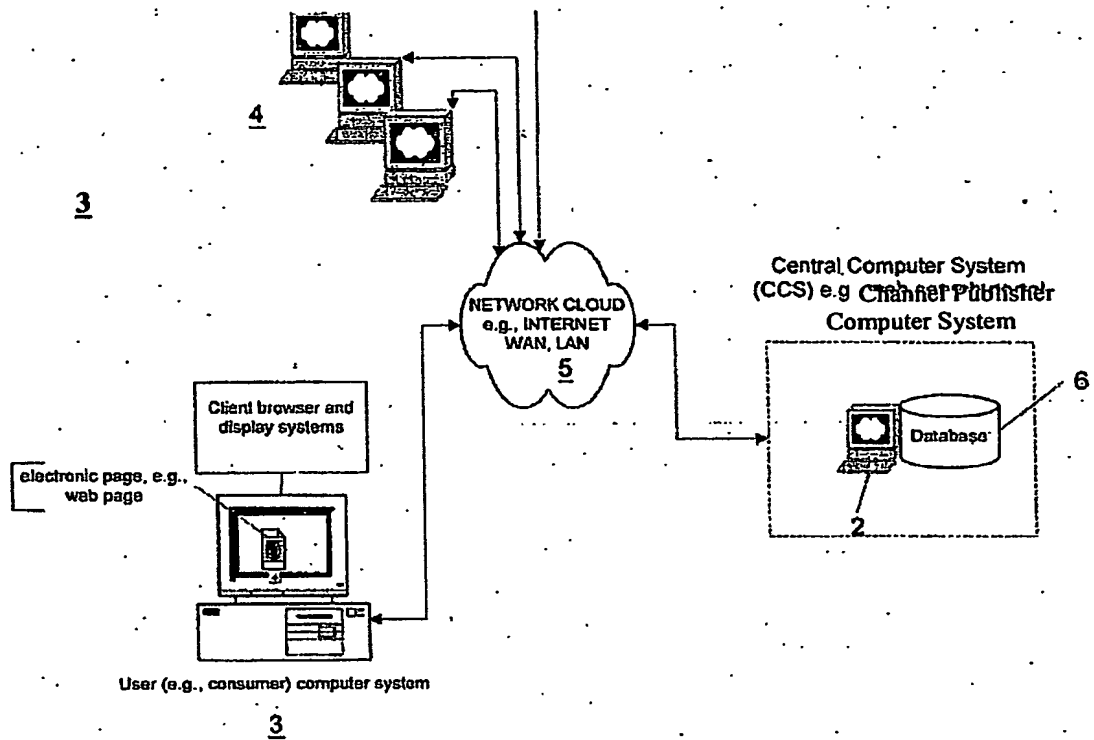 4
3
NETWORK CLOUD
e.g., INTERNET
WAN, LAN
5
Central Computer System
(CCS) e.g Channel Publisher
Computer System
6
Database
2
Client browser and
display systems
electronic page, e.g.,
web page
User (e.g., consumer) computer system
3